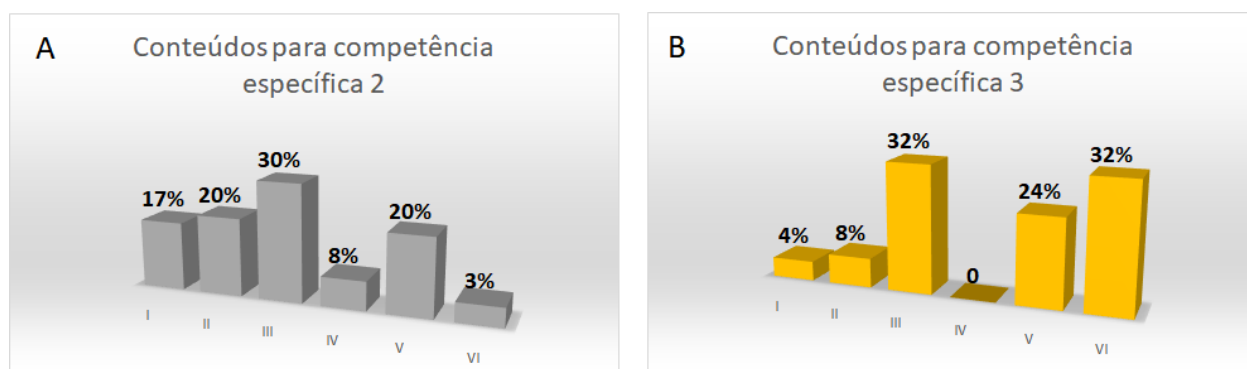 A
Conteúdos para competência
específica 2
17%
20%
30%
8%
20%
3%
I
II
III
IV
V
VI
B
Conteúdos para competência
específica 3
4%
8%
32%
0
24%
32%
I
II
III
IV
V
VI